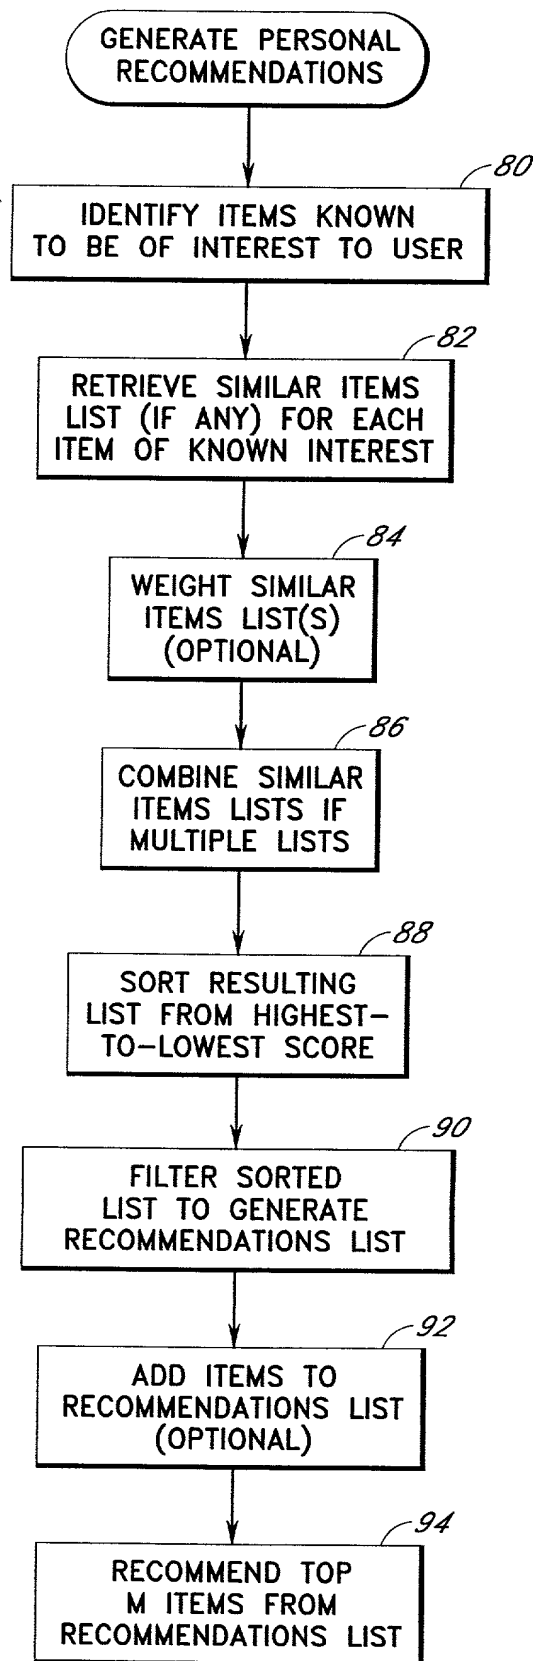 GENERATE PERSONAL
RECOMMENDATIONS
80
IDENTIFY ITEMS KNOWN
TO BE OF INTEREST TO USER
82
RETRIEVE SIMILAR ITEMS
LIST (IF ANY) FOR EACH
ITEM OF KNOWN INTEREST
84
WEIGHT SIMILAR
ITEMS LIST(S)
(OPTIONAL)
86
COMBINE SIMILAR
ITEMS LISTS IF
MULTIPLE LISTS
88
SORT RESULTING
LIST FROM HIGHEST–
TO–LOWEST SCORE
90
FILTER SORTED
LIST TO GENERATE
RECOMMENDATIONS LIST
92
ADD ITEMS TO
RECOMMENDATIONS LIST
(OPTIONAL)
94
RECOMMEND TOP
M ITEMS FROM
RECOMMENDATIONS LIST